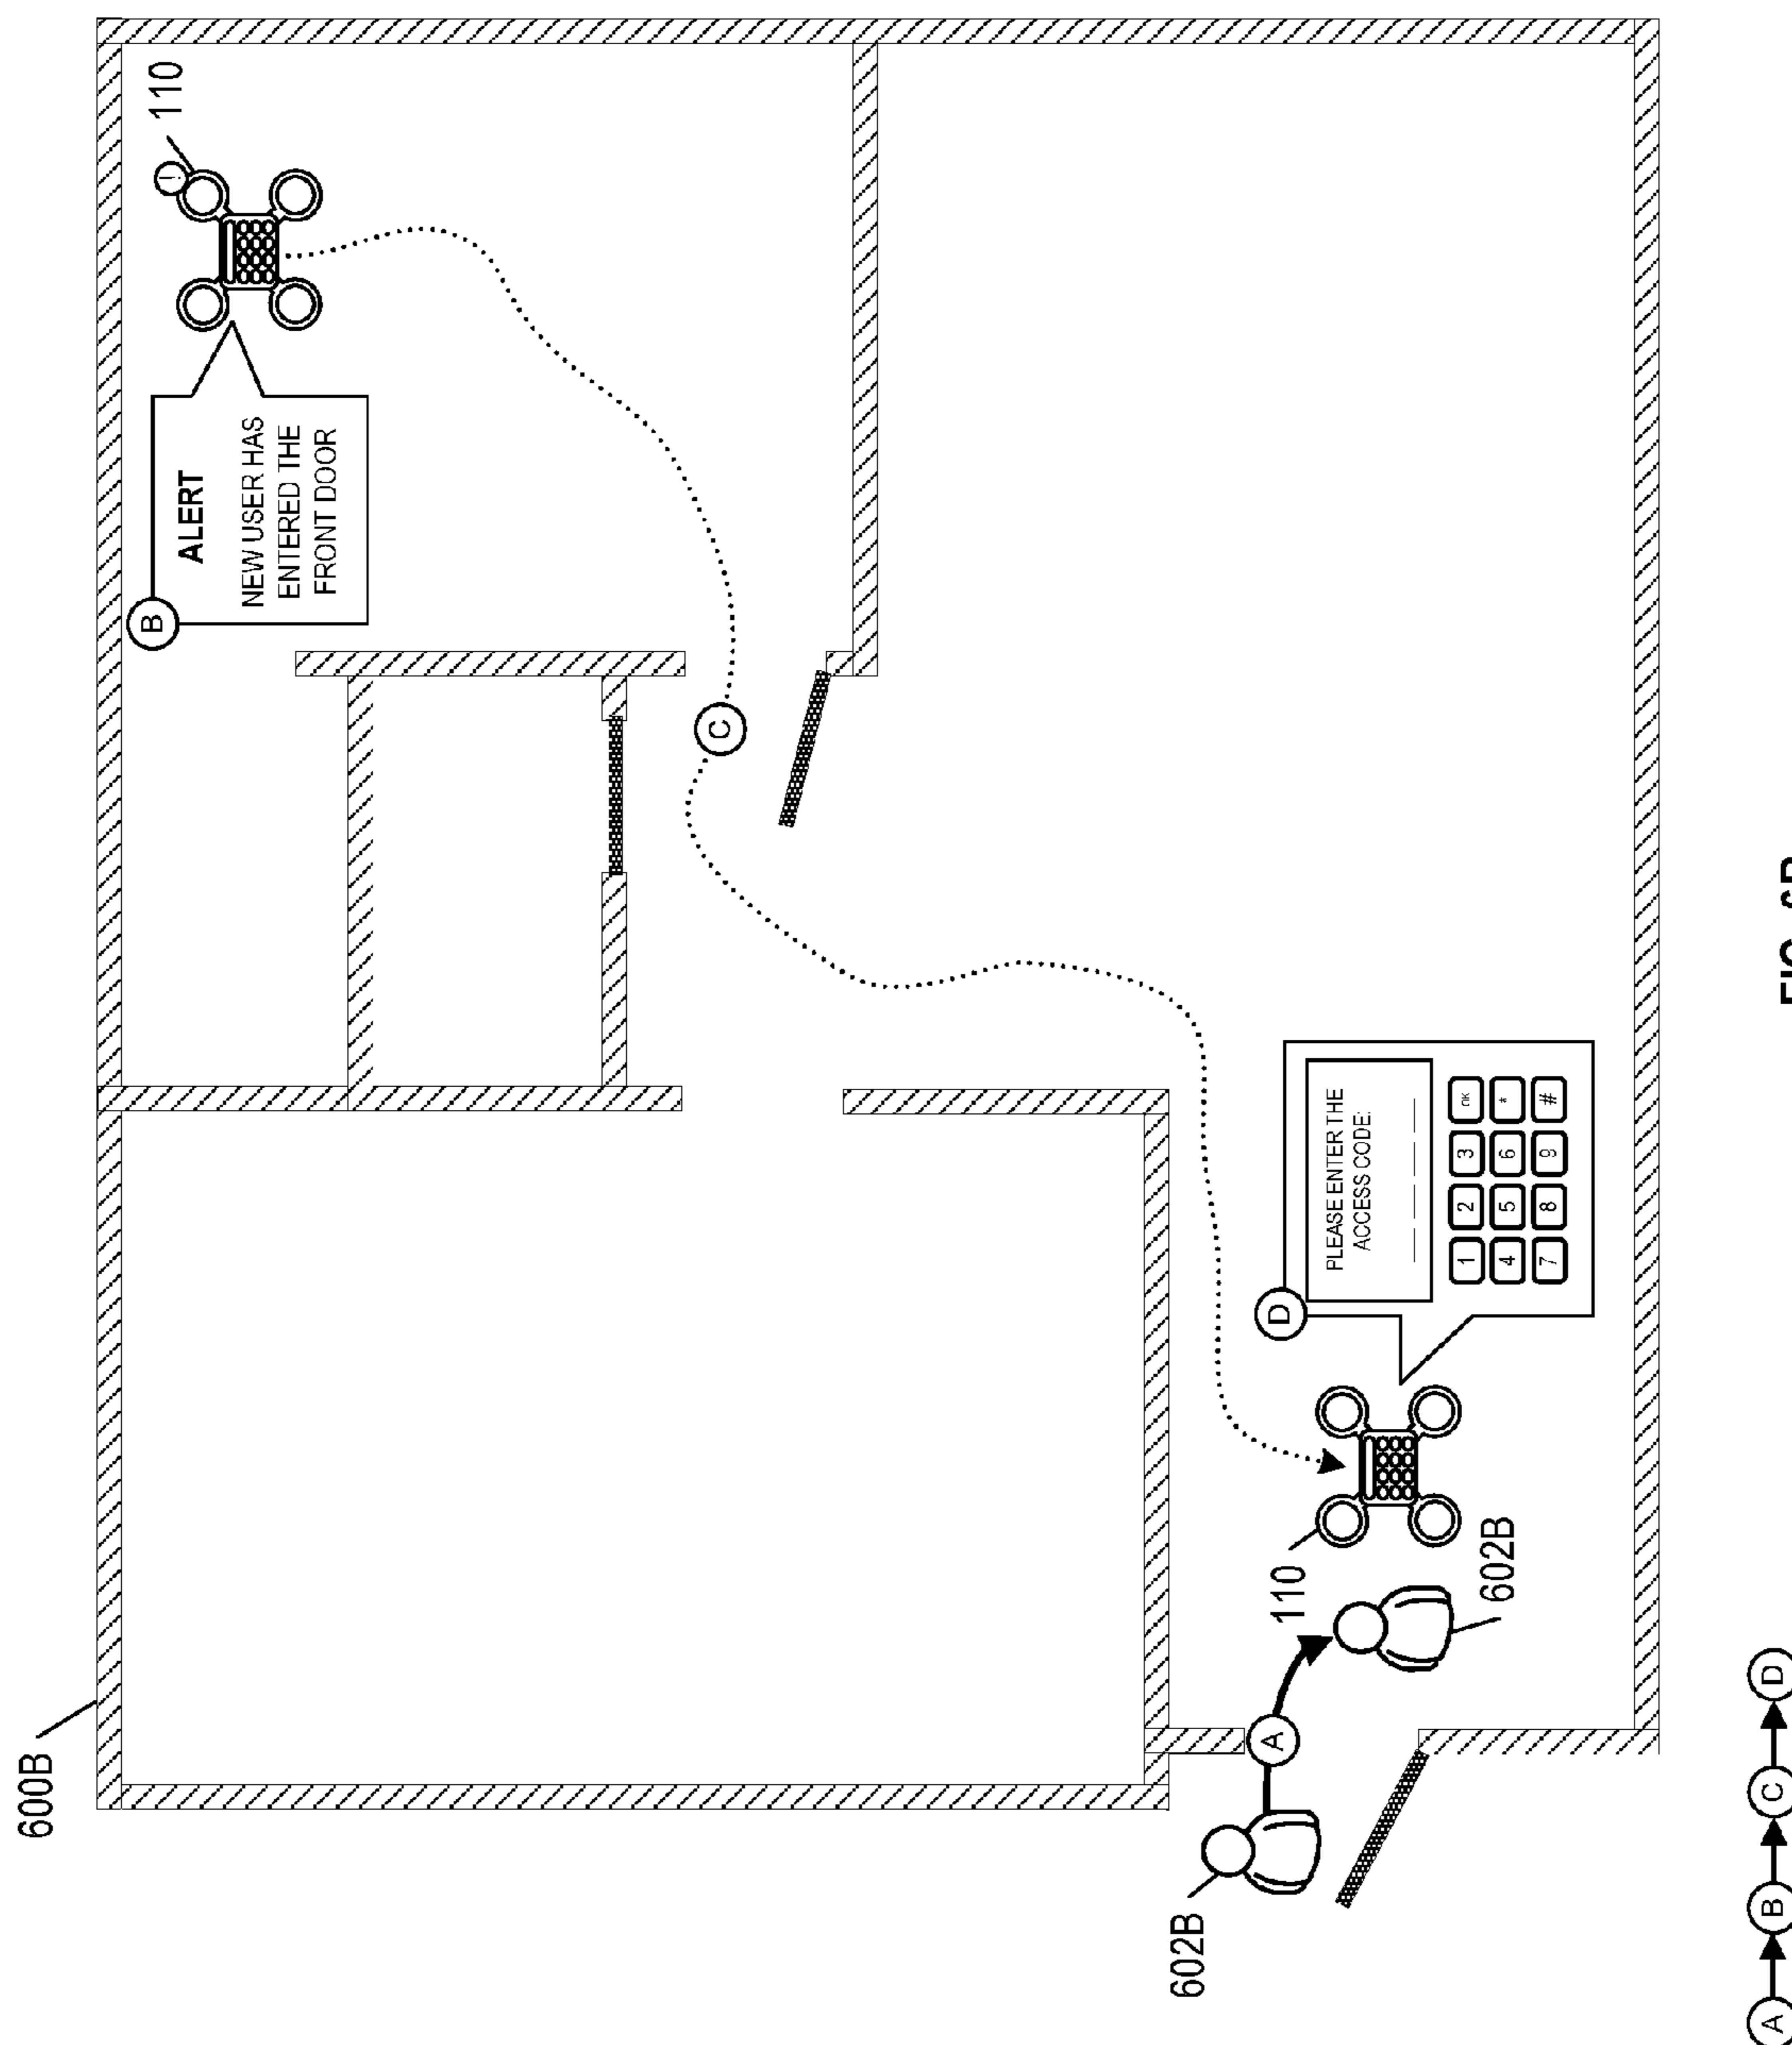 600B
110
B
ALERT
NEW USER HAS
ENTERED THE
FRONT DOOR
!
C
D
PLEASE ENTER THE
ACCESS CODE:
1 2 3 OK
4 5 6 *
7 8 9 #
110
602B
A
602B
A B C D